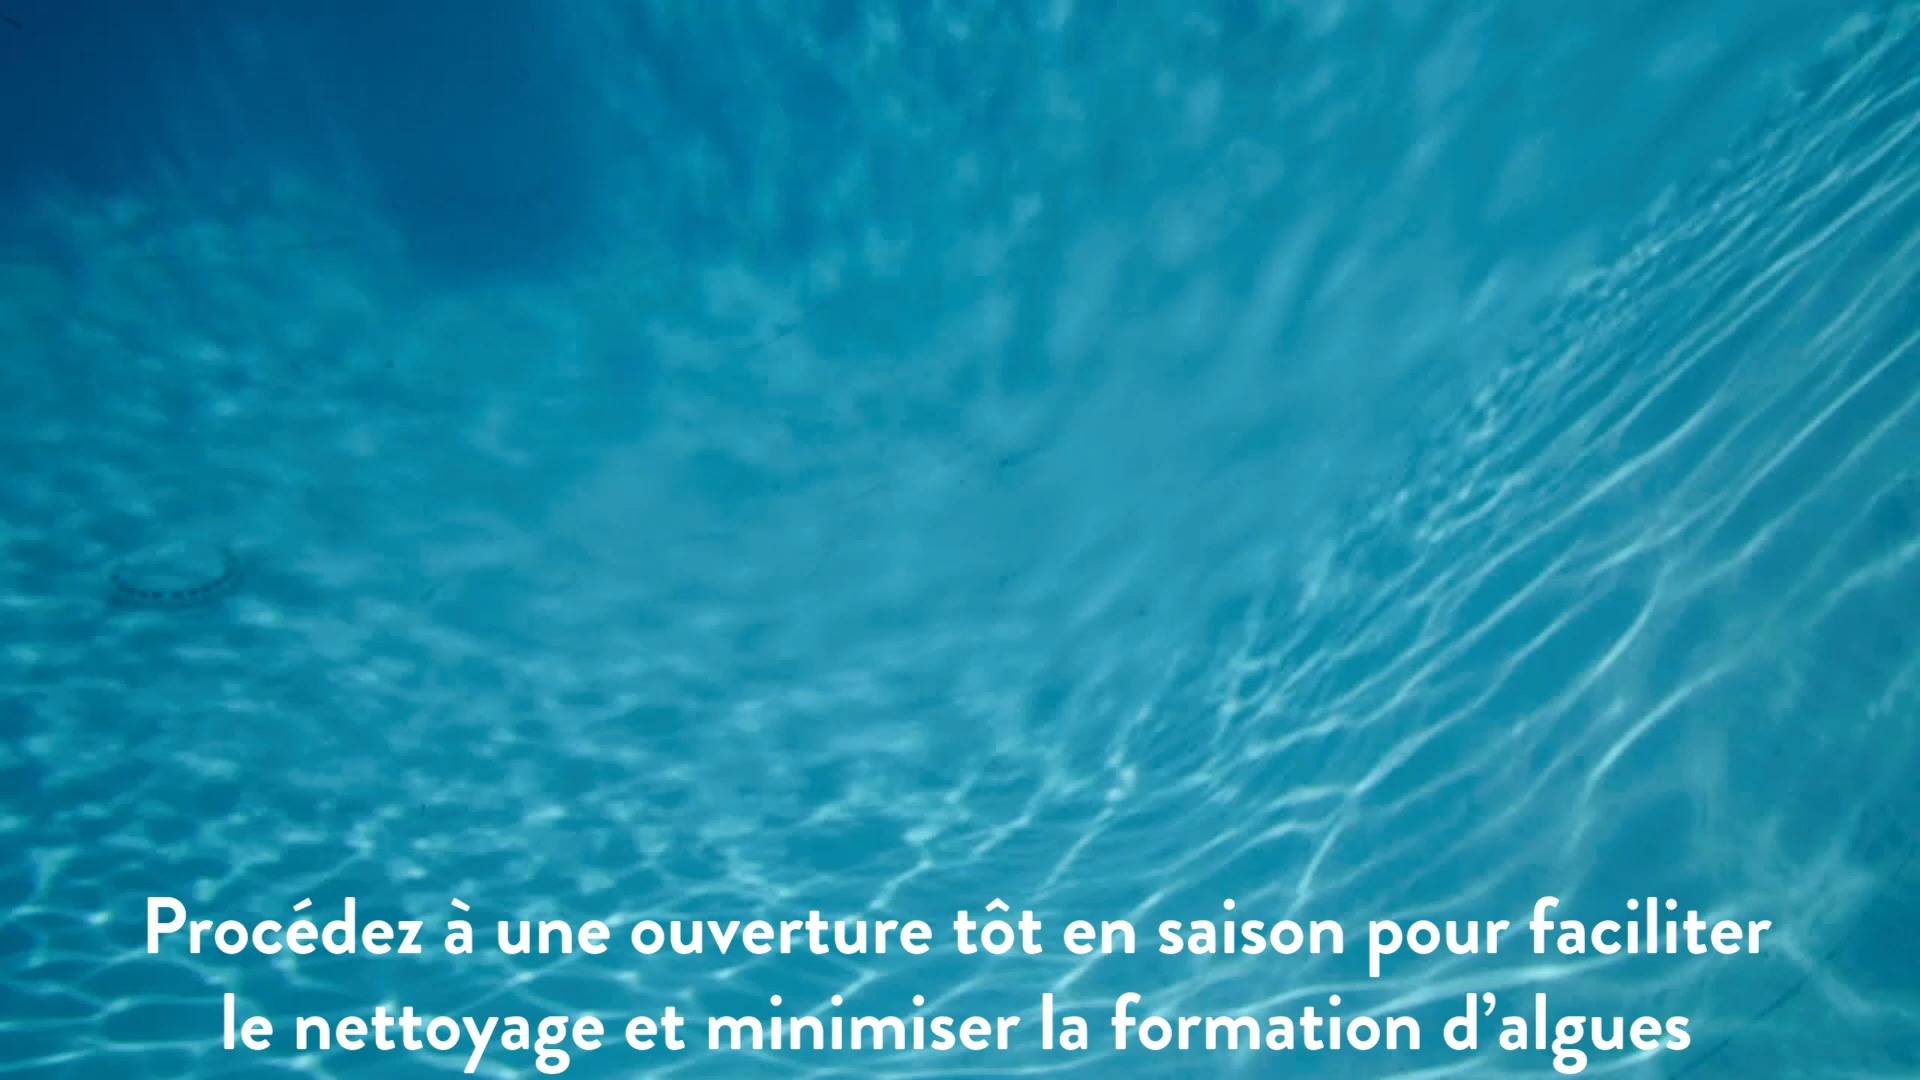 Procédez à une ouverture tôt en saison pour faciliter
le nettoyage et minimiser la formation d’algues